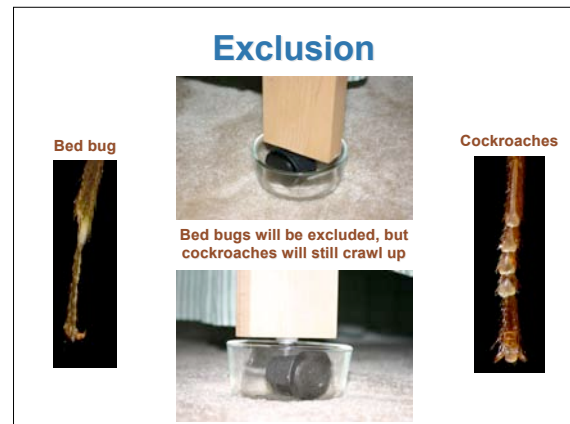 Exclusion
Bed bug
Cockroaches
Bed bugs will be excluded, but
cockroaches will still crawl up